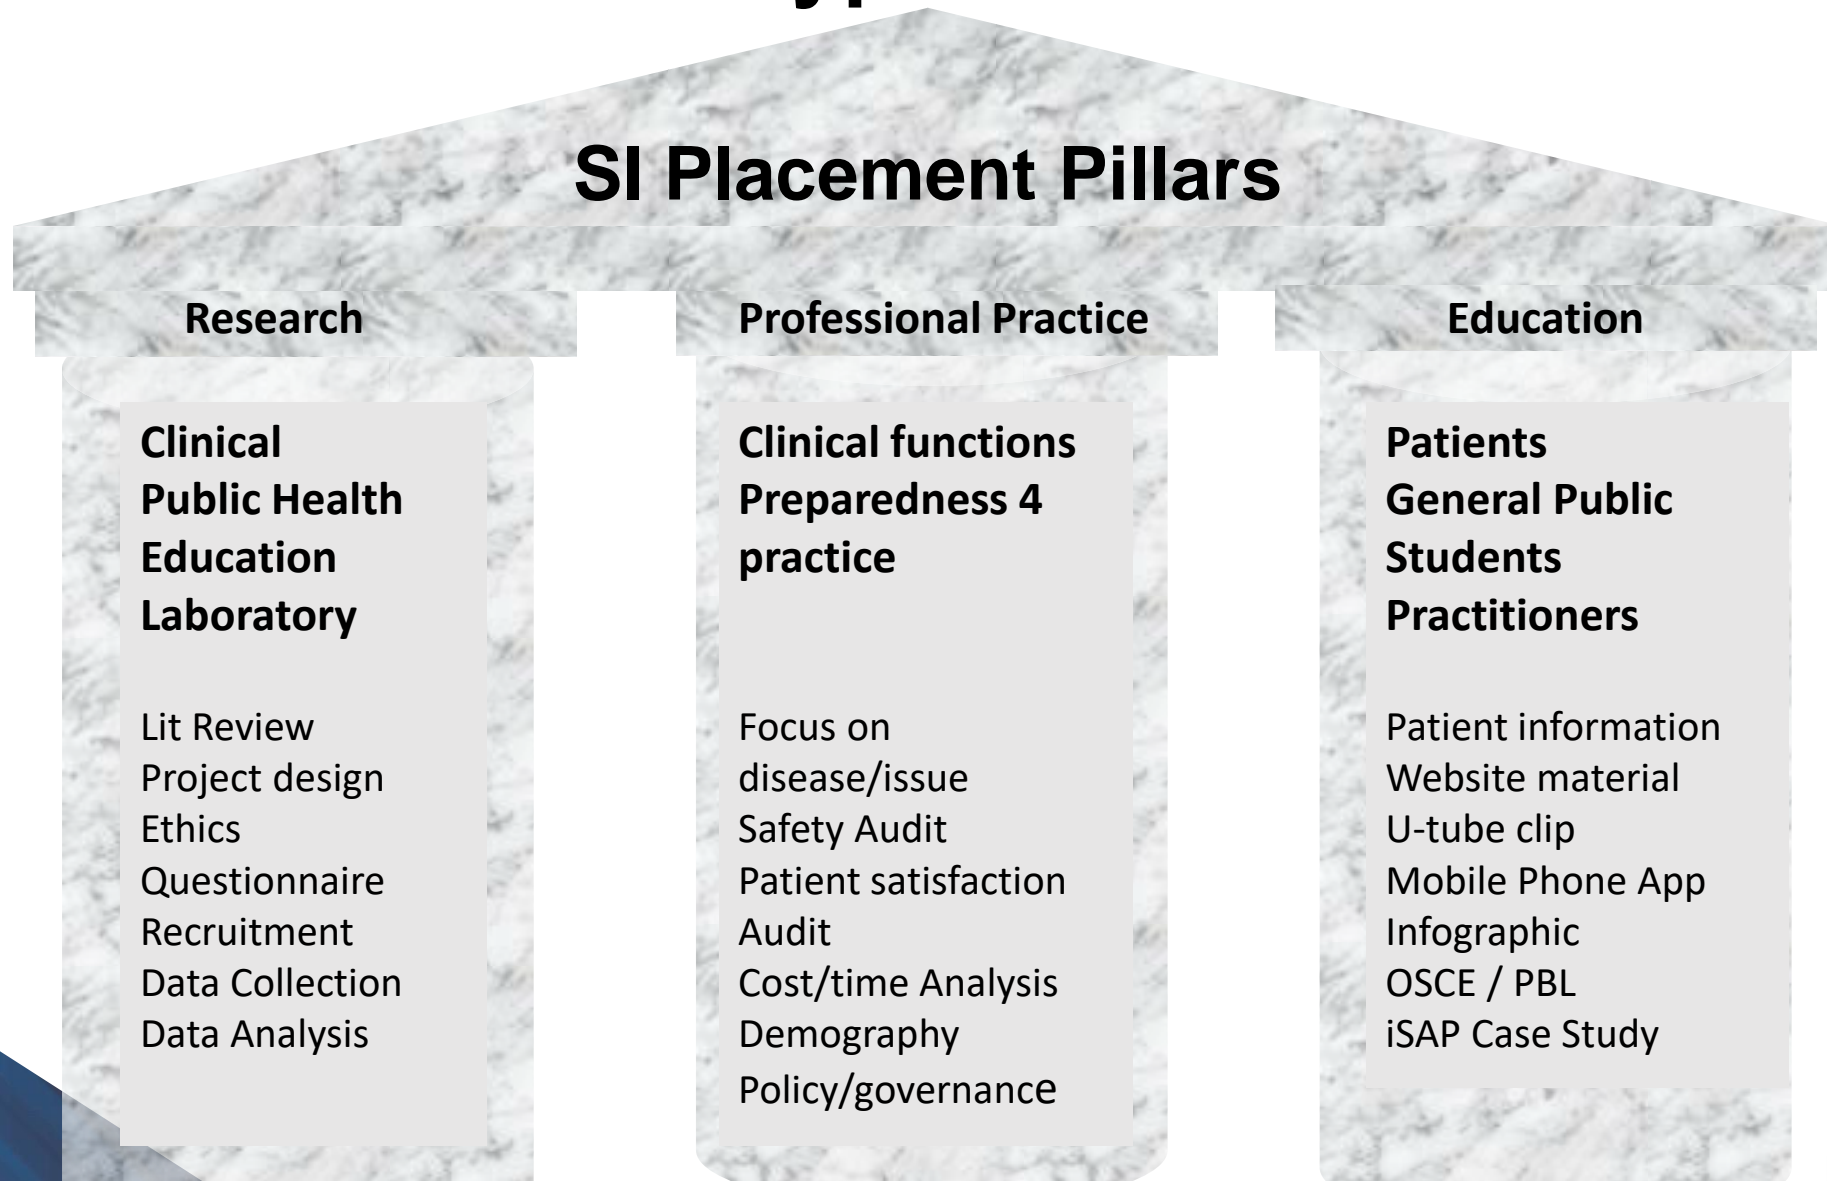 SI Placement Pillars
Research
Clinical
Public Health
Education
Laboratory
Lit Review
Project design
Ethics
Questionnaire
Recruitment
Data Collection
Data Analysis
Professional Practice
Clinical functions
Preparedness 4
practice
Focus on
disease/issue
Safety Audit
Patient satisfaction
Audit
Cost/time Analysis
Demography
Policy/governance
Education
Patients
General Public
Students
Practitioners
Patient information
Website material
U-tube clip
Mobile Phone App
Infographic
OSCE / PBL
iSAP Case Study